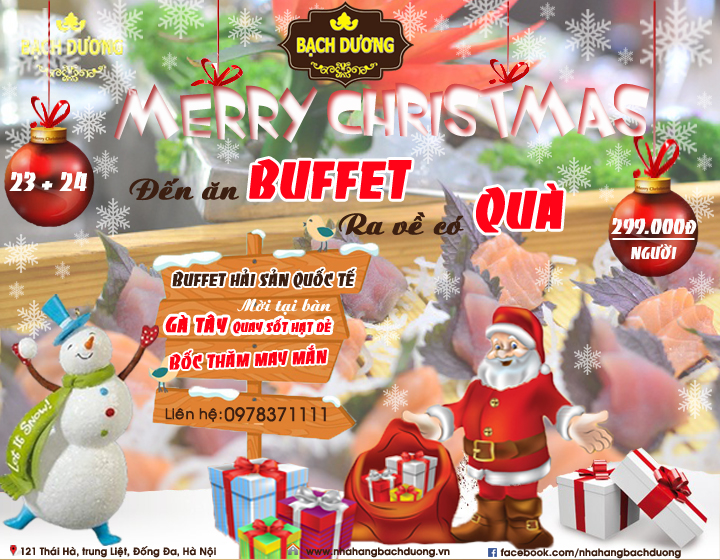 BẠCH DƯƠNG
BẠCH DƯƠNG
MERRY CHRISTMAS
23 + 24
Đến ăn BUFFET
Ra về có QUÀ
299.000Đ
NGƯỜI
BUFFET HẢI SẢN QUỐC TẾ
Mời tại bàn
GÀ TÂY QUAY SỐT HẠT DẺ
BỐC THĂM MAY MẮN
Liên hệ: 0978371111
Let It Snow!
121 Thái Hà, trung Liệt, Đống Đa, Hà Nội
www.nhahangbachduong.vn
facebook.com/nhahangbachduong